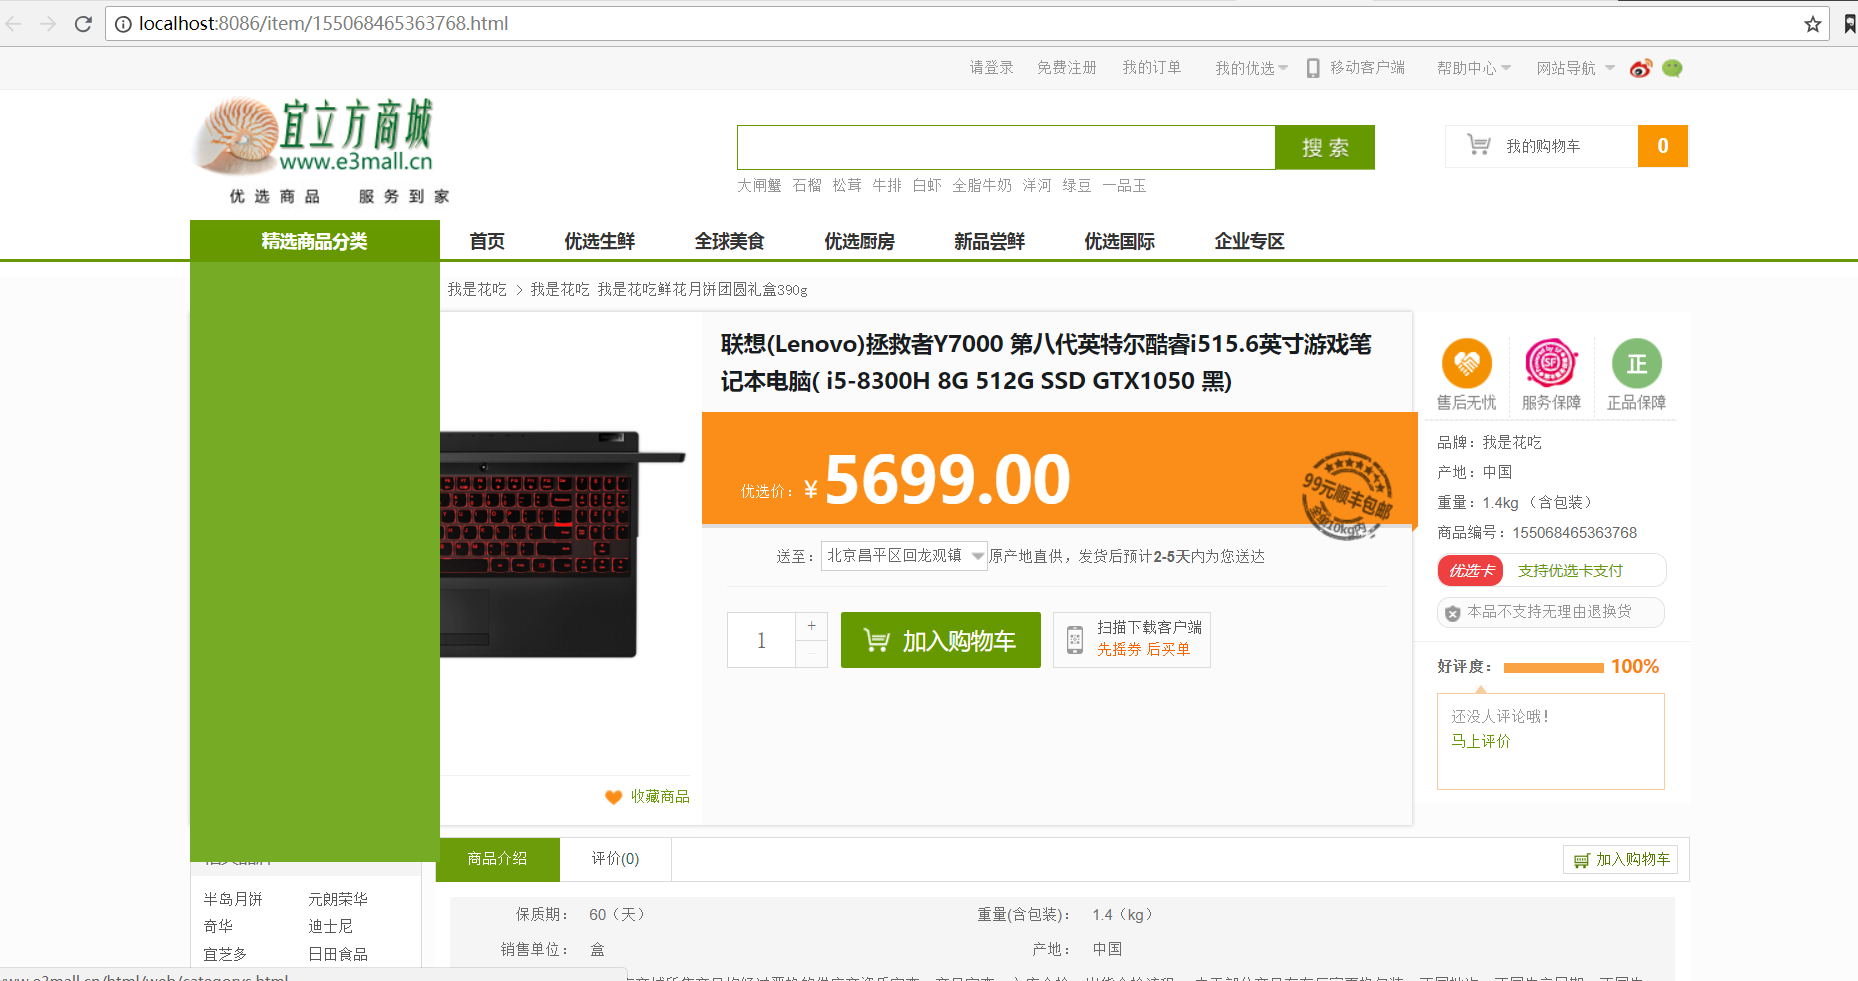 localhost:8086/item/155068465363768.html
请登录 免费注册 我的订单 我的优选 移动客户端 帮助中心 网站导航
宜立方商城
www.e3mall.cn
优选商品 服务到家
搜 索
我的购物车 0
大闸蟹 石榴 松茸 牛排 白虾 全脂牛奶 洋河 绿豆 一品玉
精选商品分类 首页 优选生鲜 全球美食 优选厨房 新品尝鲜 优选国际 企业专区
我是花吃 > 我是花吃 我是花吃鲜花月饼团圆礼盒390g
联想(Lenovo)拯救者Y7000 第八代英特尔酷睿i515.6英寸游戏笔
记本电脑( i5-8300H 8G 512G SSD GTX1050 黑)
优选价：¥5699.00
99元顺丰包邮
全单10kg内
送至：北京昌平区回龙观镇 原产地直供，发货后预计2-5天内为您送达
1 + -
加入购物车
扫描下载客户端
先摇券 后买单
收藏商品
SF
正
售后无忧 服务保障 正品保障
品牌：我是花吃
产地：中国
重量：1.4kg （含包装）
商品编号：155068465363768
优选卡 支持优选卡支付
本品不支持无理由退换货
好评度： 100%
还没人评论哦！
马上评价
商品介绍 评价(0) 加入购物车
半岛月饼 元朗荣华
奇华 迪士尼
宜芝多 日田食品
保质期： 60（天） 重量(含包装)： 1.4（kg）
销售单位： 盒 产地： 中国